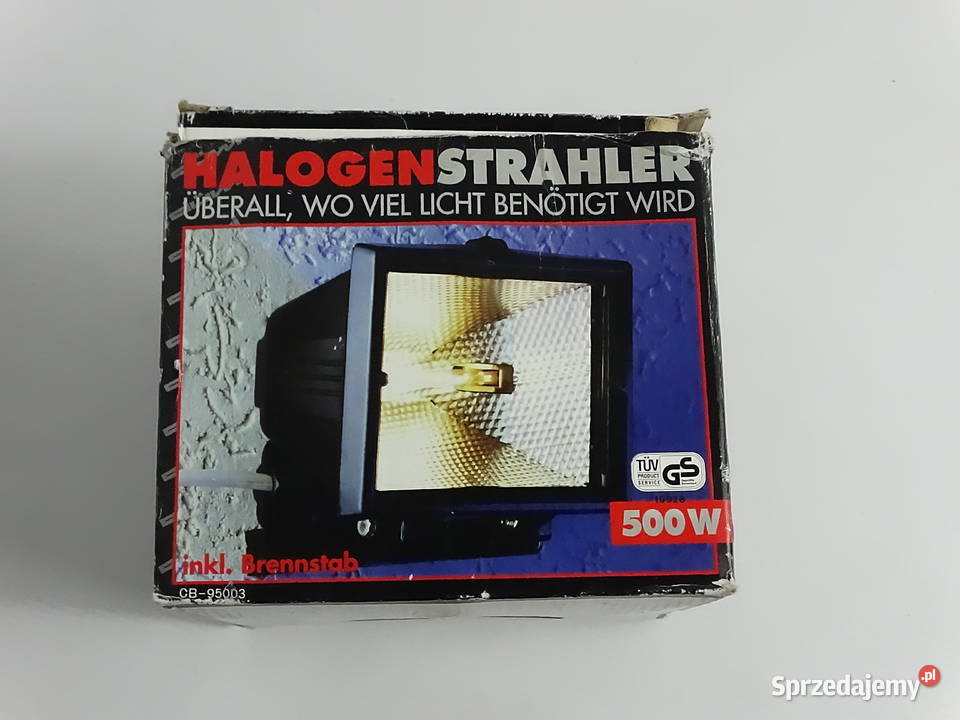 HALOGENSTRAHLER
ÜBERALL, WO VIEL LICHT BENÖTIGT WIRD
TÜV
PRODUCT
SERVICE
GS
500W
inkl. Brennstab
CB-95003
Sprzedajemy.pl